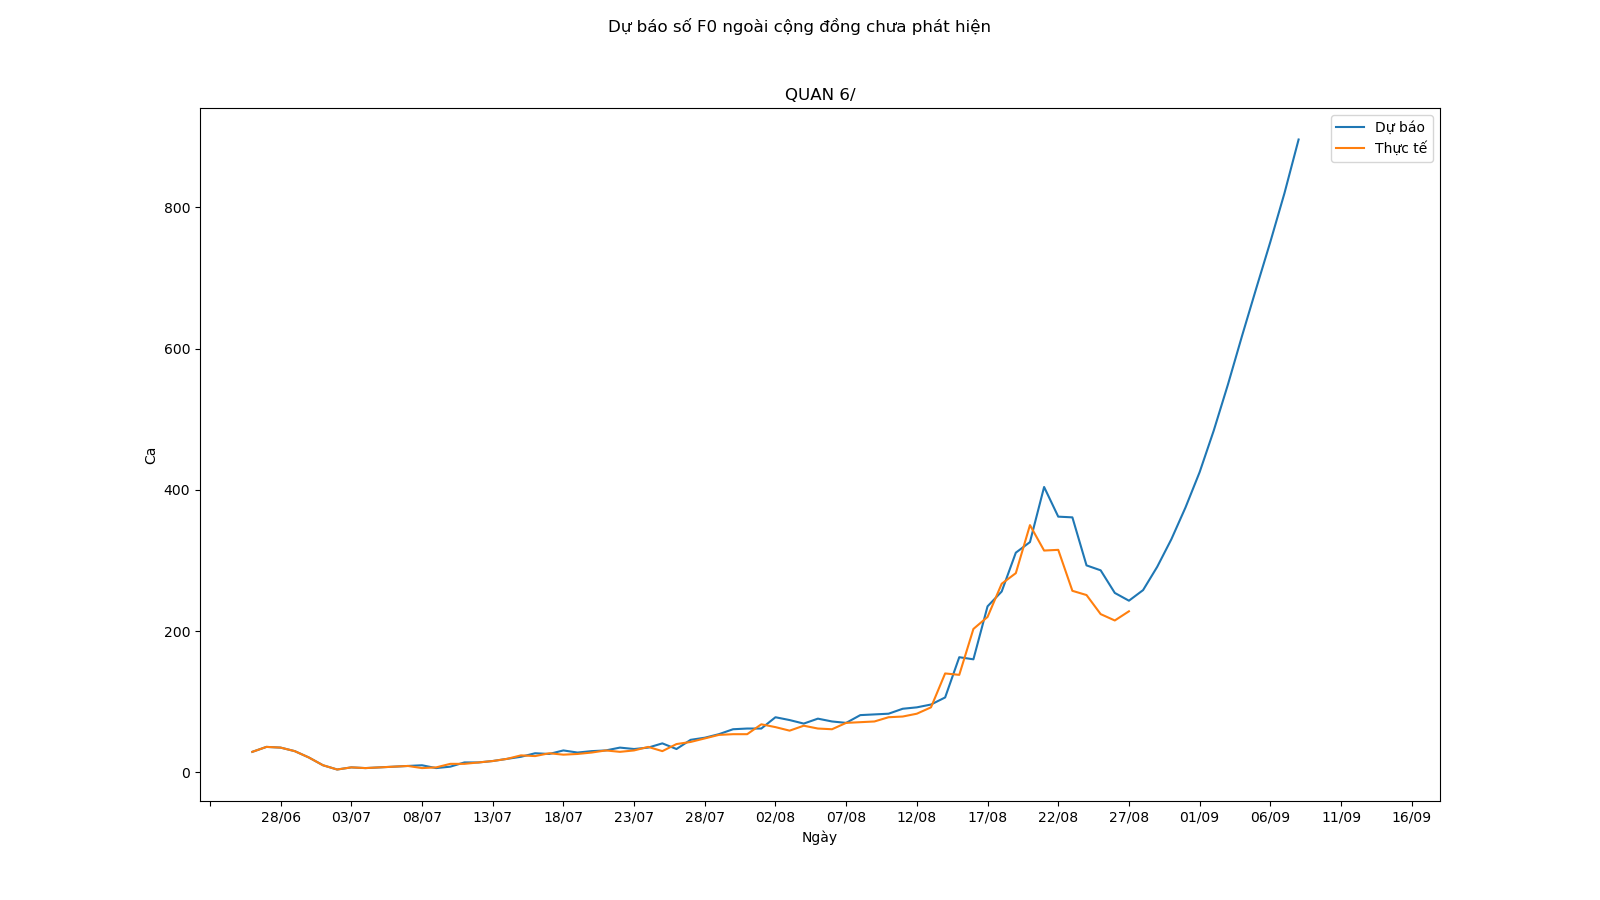 Dự báo số F0 ngoài cộng đồng chưa phát hiện
QUAN 6/
Dự báo
Thực tế
800
600
400
200
0
Ca
28/06 03/07 08/07 13/07 18/07 23/07 28/07 02/08 07/08 12/08 17/08 22/08 27/08 01/09 06/09 11/09 16/09
Ngày